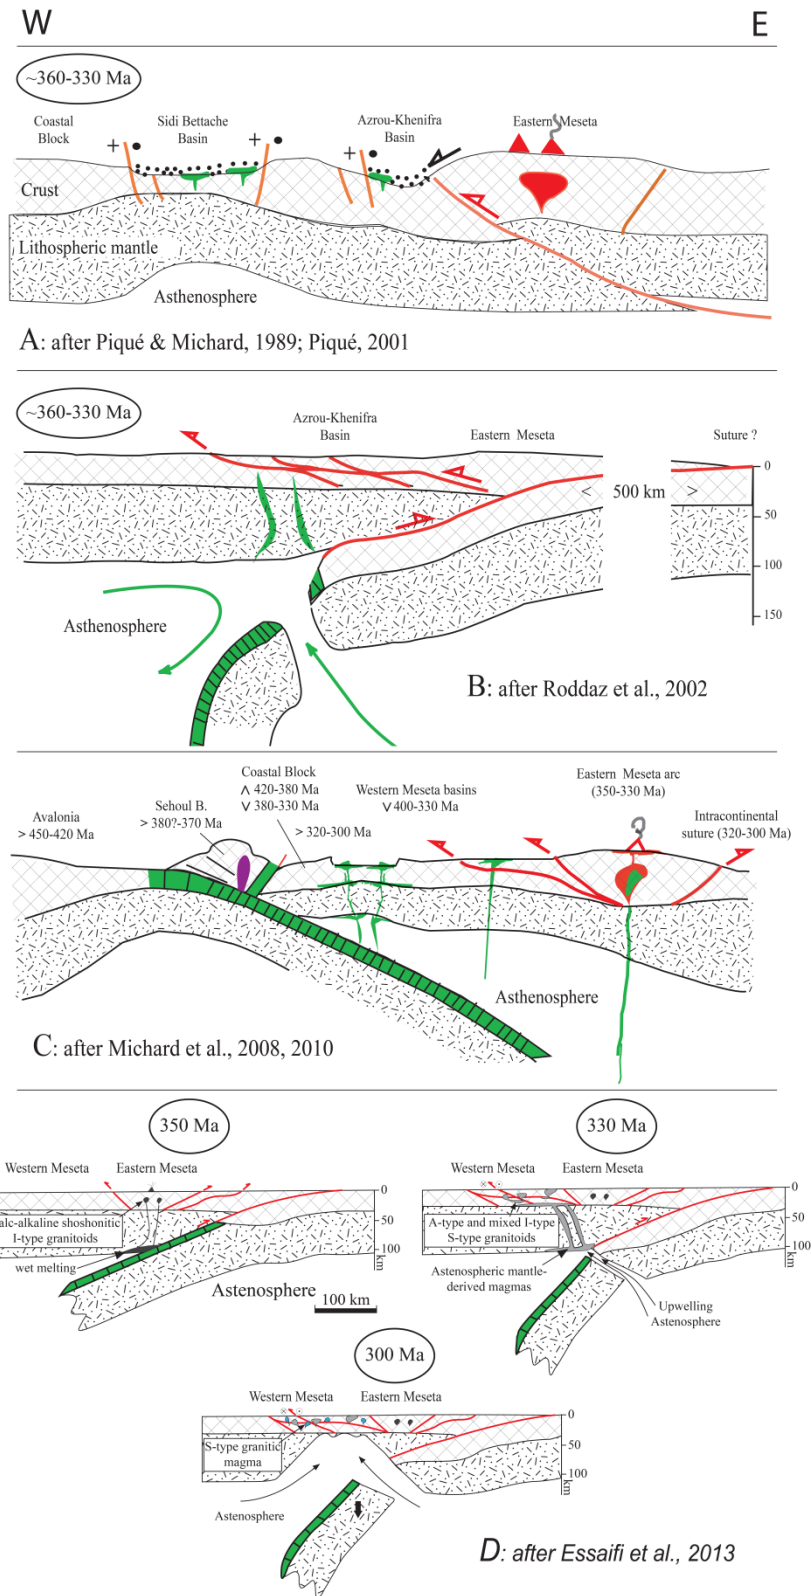 W E
~360-330 Ma
Coastal
Block
Sidi Bettache
Basin
Azrou-Khenifra
Basin
Eastern Meseta
+ + +
Crust
Lithospheric mantle
Asthenosphere
A: after Piqué & Michard, 1989; Piqué, 2001
~360-330 Ma
Azrou-Khenifra
Basin
Eastern Meseta
Suture ?
< 500 km >
0
50
100
150
Asthenosphere
B: after Roddaz et al., 2002
Avalonia
> 450-420 Ma
Sehoul B.
> 380?-370 Ma
Coastal Block
∧ 420-380 Ma
∨ 380-330 Ma
> 320-300 Ma
Western Meseta basins
∨ 400-330 Ma
Eastern Meseta arc
(350-330 Ma)
Intracontinental
suture (320-300 Ma)
Asthenosphere
C: after Michard et al., 2008, 2010
350 Ma
Western Meseta Eastern Meseta
alc-alkaline shoshonitic
I-type granitoids
wet melting
Asthenosphere
100 km
0
50
100
km
330 Ma
Western Meseta Eastern Meseta
A-type and mixed I-type
S-type granitoids
Asthenospheric mantle-
derived magmas
Upwelling
Astenosphere
0
50
100
km
300 Ma
Western Meseta Eastern Meseta
S-type granitic
magma
Astenosphere
0
50
100
km
D: after Essaifi et al., 2013